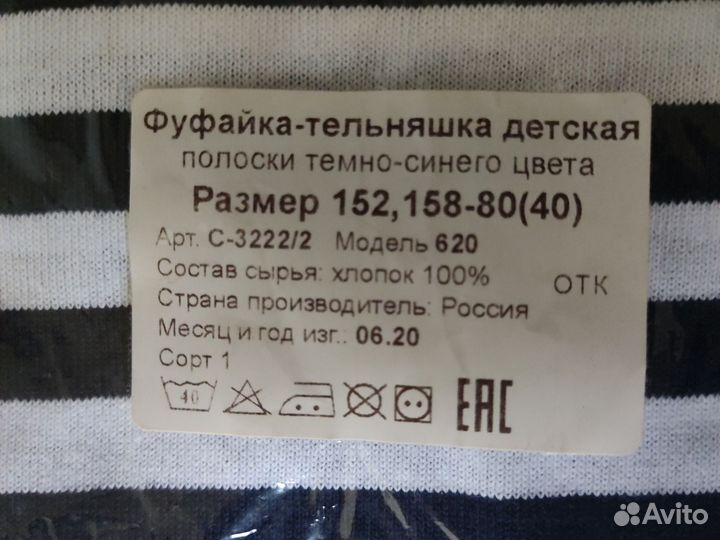 Фуфайка-тельняшка детская
полоски темно-синего цвета
Размер 152,158-80(40)
Арт. С-3222/2 Модель 620
Состав сырья: хлопок 100%
ОТК
Страна производитель: Россия
Месяц и год изг.: 06.20
Сорт 1
40
ЕАС
Avito